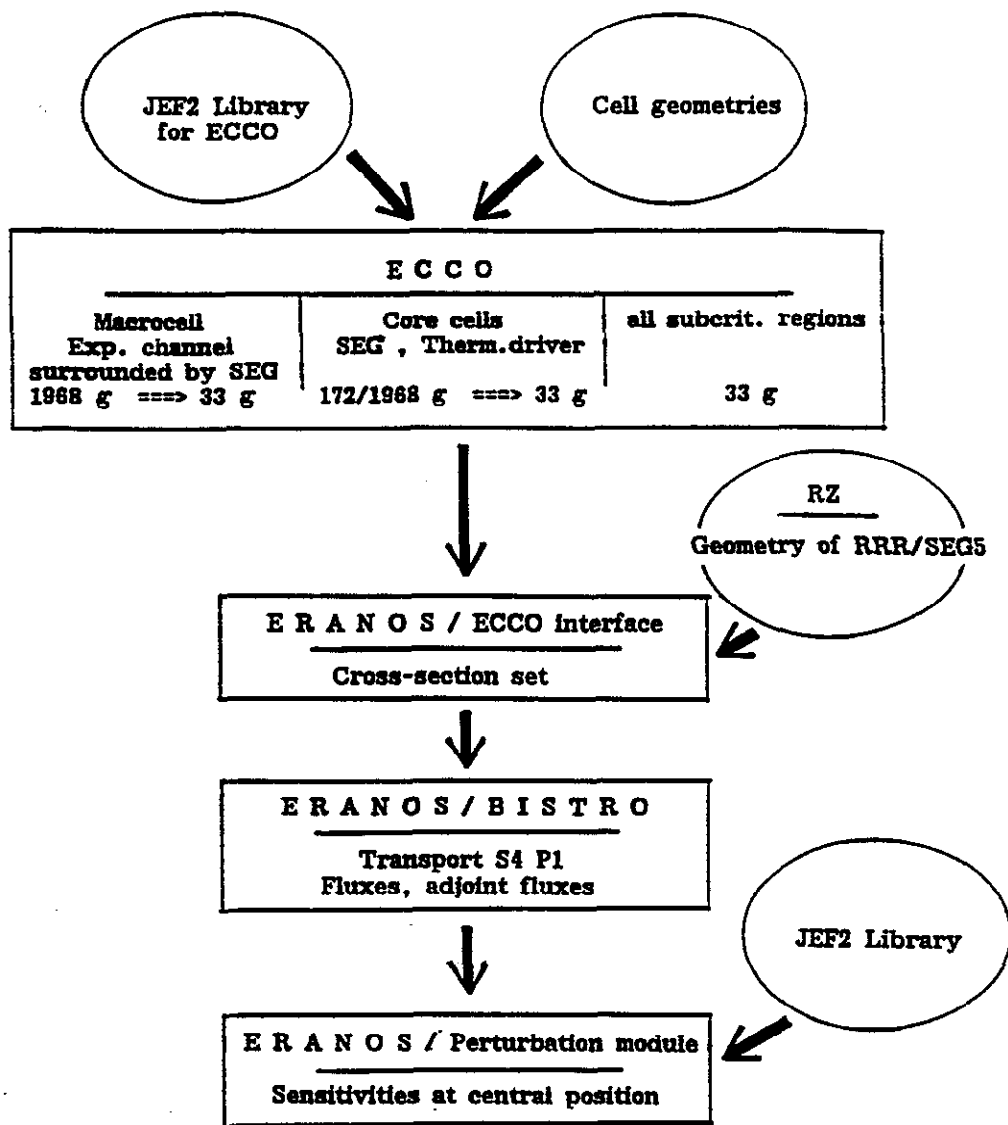 JEF2 Library
for ECCO
Cell geometries
E C C O
Macrocell
Exp. channel
surrounded by SEG
1968 g ===> 33 g
Core cells
SEG , Therm.driver
172/1968 g ===> 33 g
all subcrit. regions
33 g
RZ
Geometry of RRR/SEG5
E R A N O S / ECCO interface
Cross-section set
E R A N O S / B I S T R O
Transport S4 P1
Fluxes, adjoint fluxes
JEF2 Library
E R A N O S / Perturbation module
Sensitivities at central position